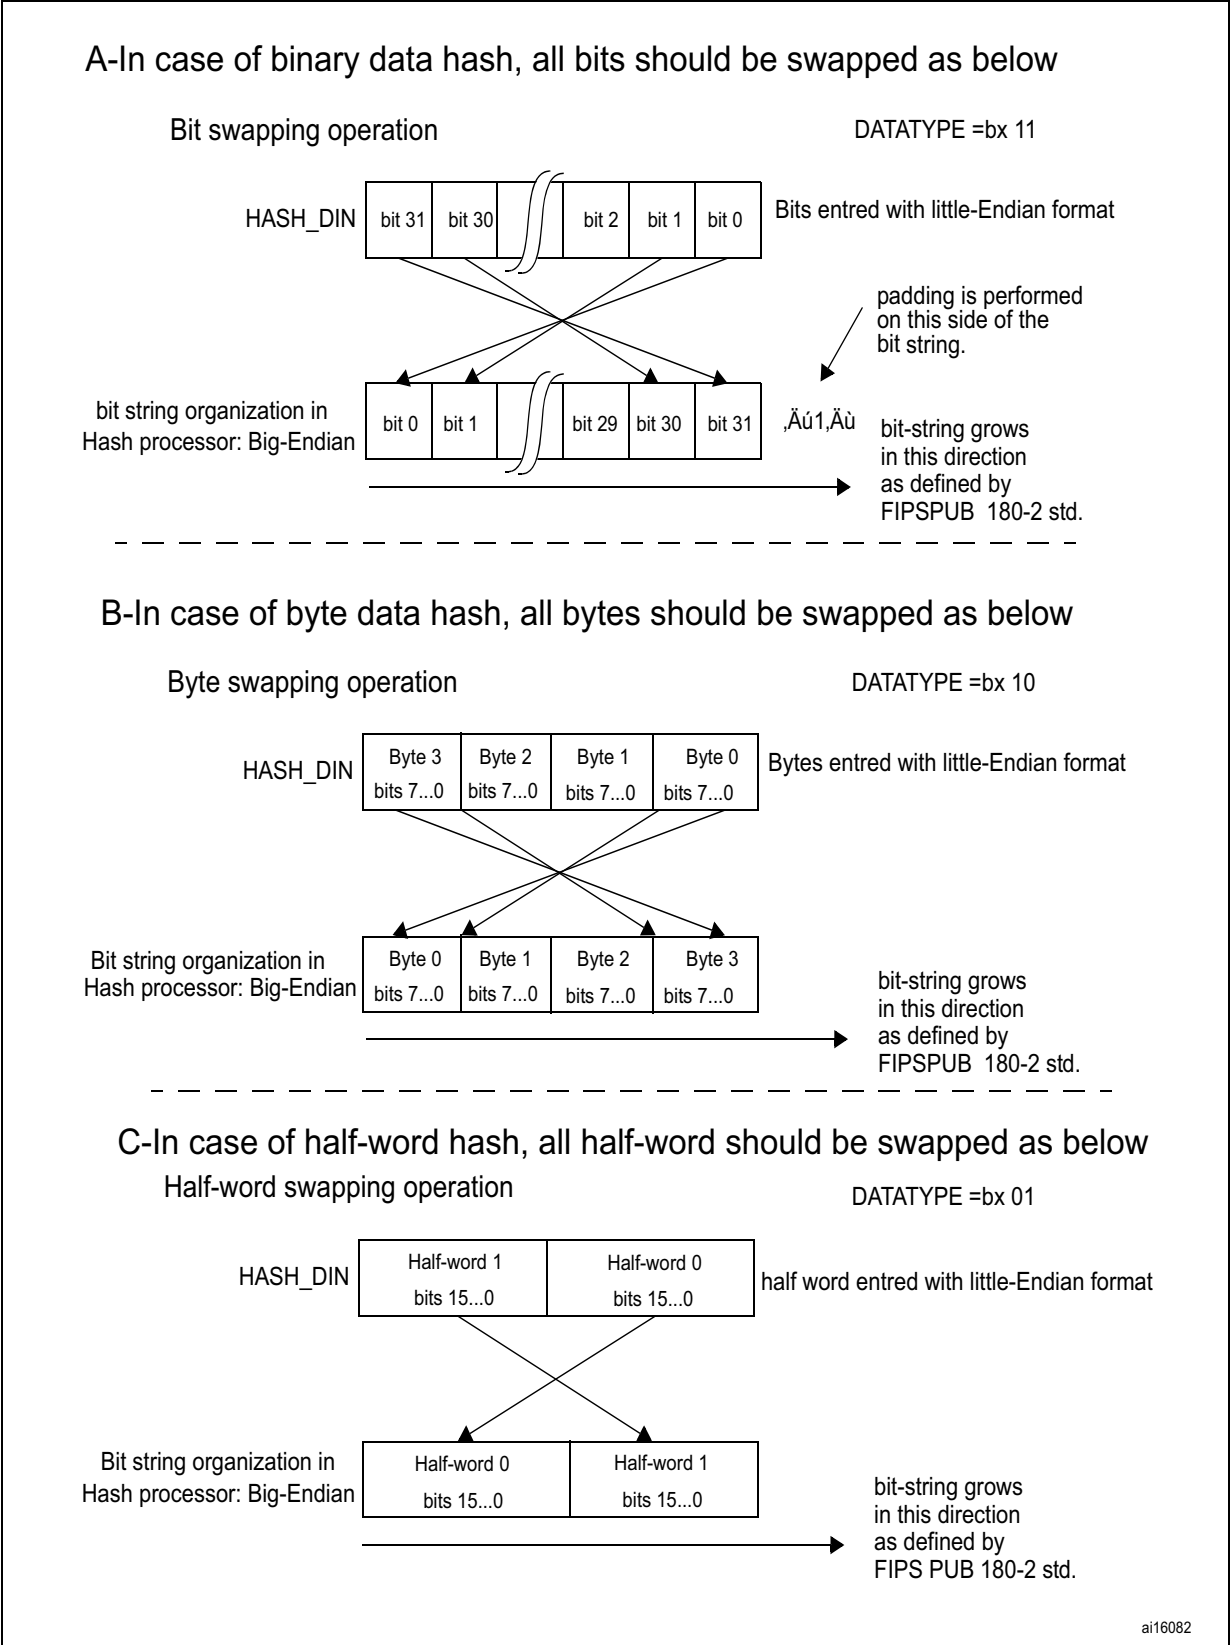 A-In case of binary data hash, all bits should be swapped as below
Bit swapping operation
DATATYPE =bx 11
HASH_DIN
bit 31 bit 30 bit 2 bit 1 bit 0
Bits entred with little-Endian format
padding is performed
on this side of the
bit string.
bit string organization in
Hash processor: Big-Endian
bit 0 bit 1 bit 29 bit 30 bit 31
‚Äú1‚Äù
bit-string grows
in this direction
as defined by
FIPSPUB 180-2 std.
B-In case of byte data hash, all bytes should be swapped as below
Byte swapping operation
DATATYPE =bx 10
HASH_DIN
Byte 3 Byte 2 Byte 1 Byte 0
bits 7...0 bits 7...0 bits 7...0 bits 7...0
Bytes entred with little-Endian format
Bit string organization in
Hash processor: Big-Endian
Byte 0 Byte 1 Byte 2 Byte 3
bits 7...0 bits 7...0 bits 7...0 bits 7...0
bit-string grows
in this direction
as defined by
FIPSPUB 180-2 std.
C-In case of half-word hash, all half-word should be swapped as below
Half-word swapping operation
DATATYPE =bx 01
HASH_DIN
Half-word 1 Half-word 0
bits 15...0 bits 15...0
half word entred with little-Endian format
Bit string organization in
Hash processor: Big-Endian
Half-word 0 Half-word 1
bits 15...0 bits 15...0
bit-string grows
in this direction
as defined by
FIPS PUB 180-2 std.
ai16082